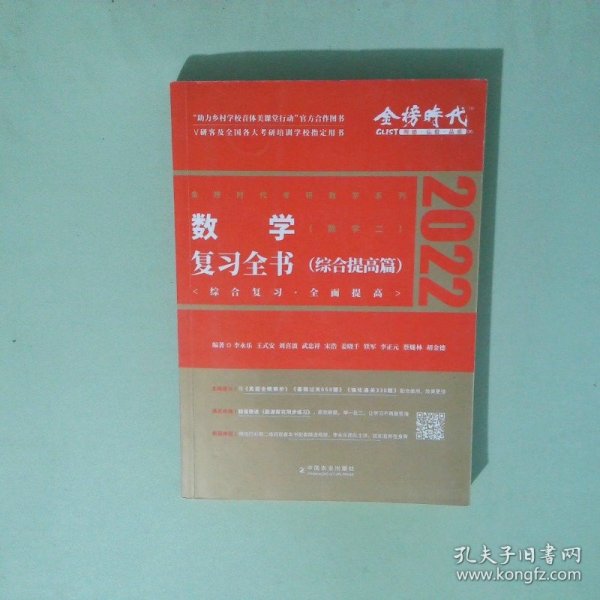 “助力乡村学校音体美课堂行动”官方合作图书
V研客及全国各大考研培训学校指定用书
金榜時代
GLIST
金榜时代考研数学系列
2022
数学（数学二）
复习全书（综合提高篇）
＜综合复习·全面提高＞
编著◎李永乐 王式安 刘喜波 武忠祥 宋浩 姜晓千 铁军 李正元 蔡燧林 胡金德
中国农业出版社
孔夫子旧书网
www.kongfz.com